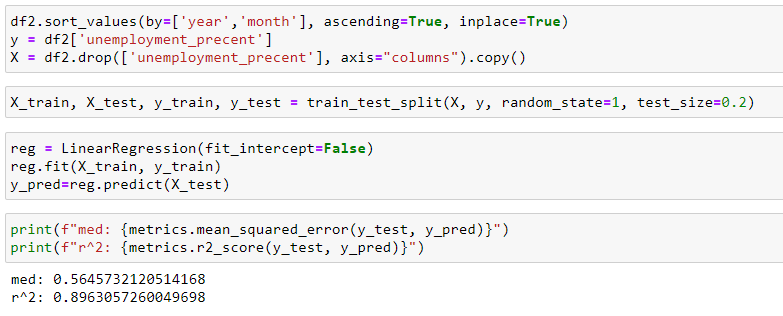 df2.sort_values(by=['year','month'], ascending=True, inplace=True)
y = df2['unemployment_precent']
X = df2.drop(['unemployment_precent'], axis="columns").copy()
X_train, X_test, y_train, y_test = train_test_split(X, y, random_state=1, test_size=0.2)
reg = LinearRegression(fit_intercept=False)
reg.fit(X_train, y_train)
y_pred=reg.predict(X_test)
print(f"med: {metrics.mean_squared_error(y_test, y_pred)}")
print(f"r^2: {metrics.r2_score(y_test, y_pred)}")
med: 0.5645732120514168
r^2: 0.8963057260049698